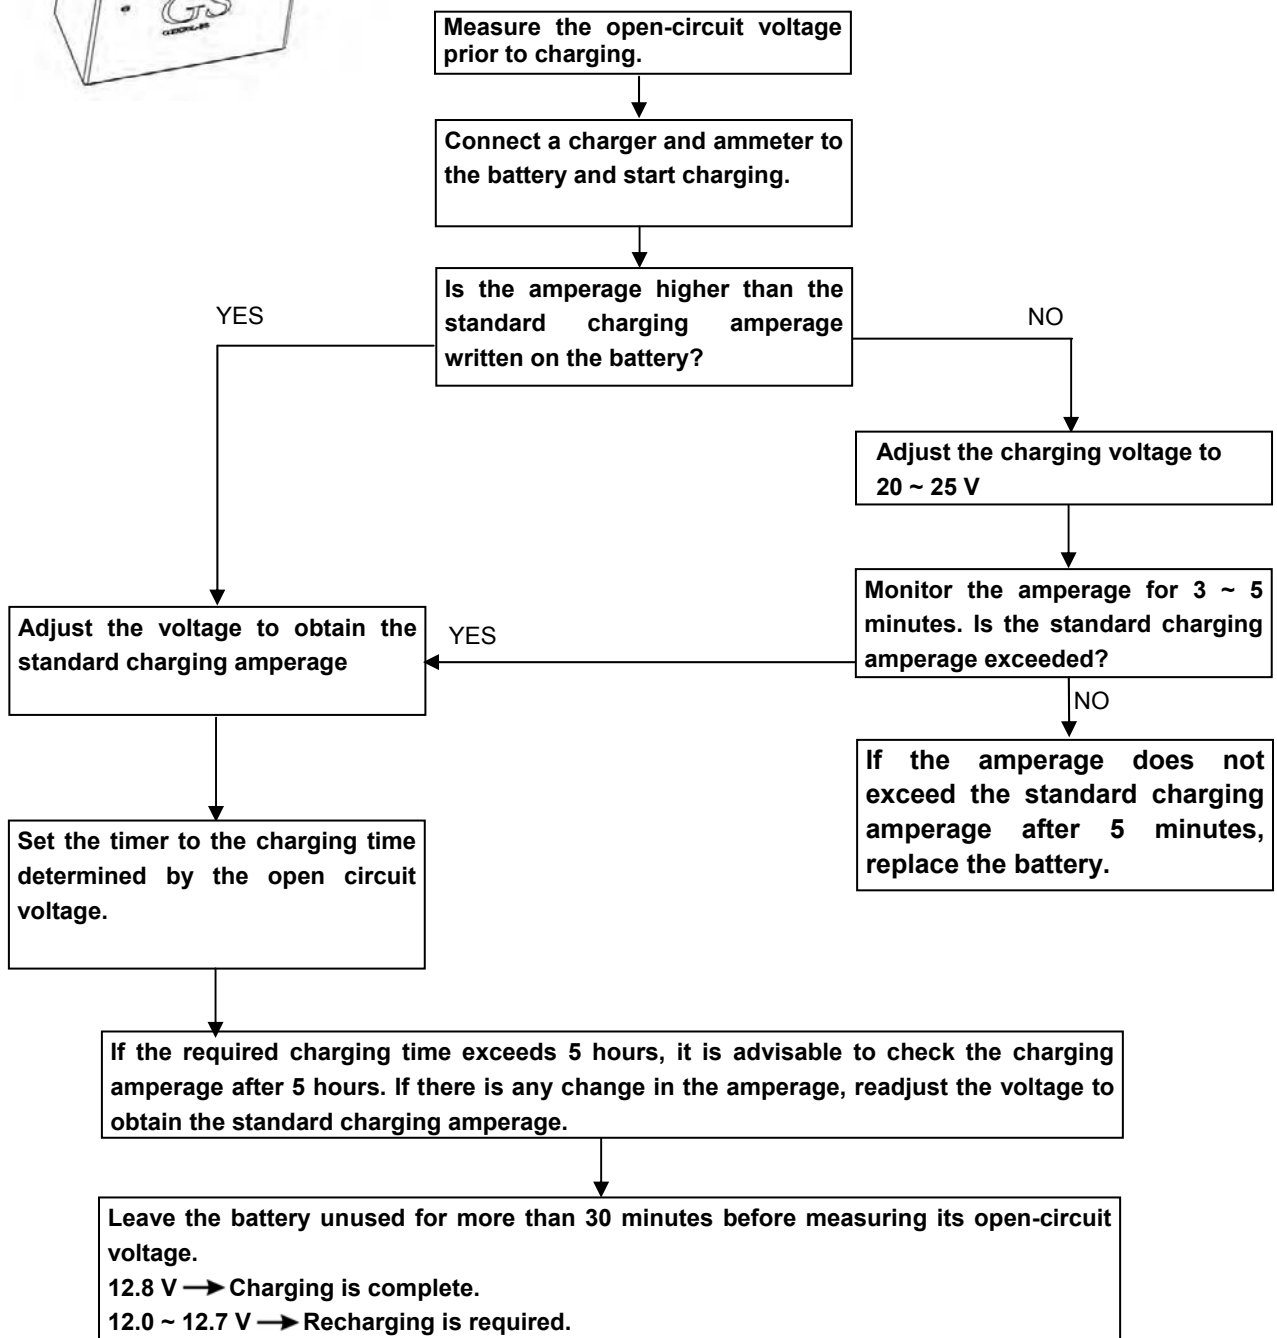 GS
Measure the open-circuit voltage
prior to charging.
Connect a charger and ammeter to
the battery and start charging.
Is the amperage higher than the
standard charging amperage
written on the battery?
YES
NO
Adjust the charging voltage to
20 ~ 25 V
Monitor the amperage for 3 ~ 5
minutes. Is the standard charging
amperage exceeded?
YES
Adjust the voltage to obtain the
standard charging amperage
NO
If the amperage does not
exceed the standard charging
amperage after 5 minutes,
replace the battery.
Set the timer to the charging time
determined by the open circuit
voltage.
If the required charging time exceeds 5 hours, it is advisable to check the charging
amperage after 5 hours. If there is any change in the amperage, readjust the voltage to
obtain the standard charging amperage.
Leave the battery unused for more than 30 minutes before measuring its open-circuit
voltage.
12.8 V → Charging is complete.
12.0 ~ 12.7 V → Recharging is required.